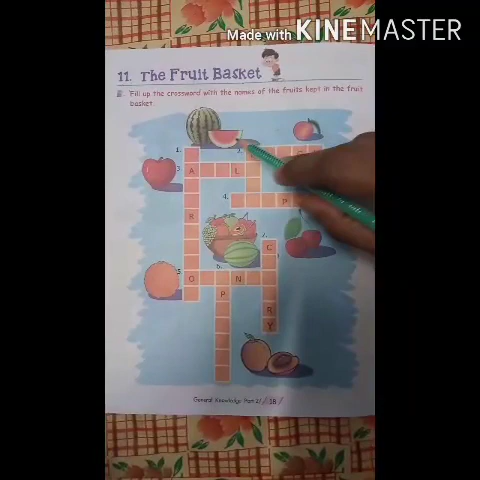 Made with KINEMASTER
11. The Fruit Basket
Fill up the crossword with the names of the fruits kept in the fruit
basket.
1.
3.
A
L
4.
P
R
C
5
6.
O
N
P
R
Y
General Knowledge Part 2 / 18 /